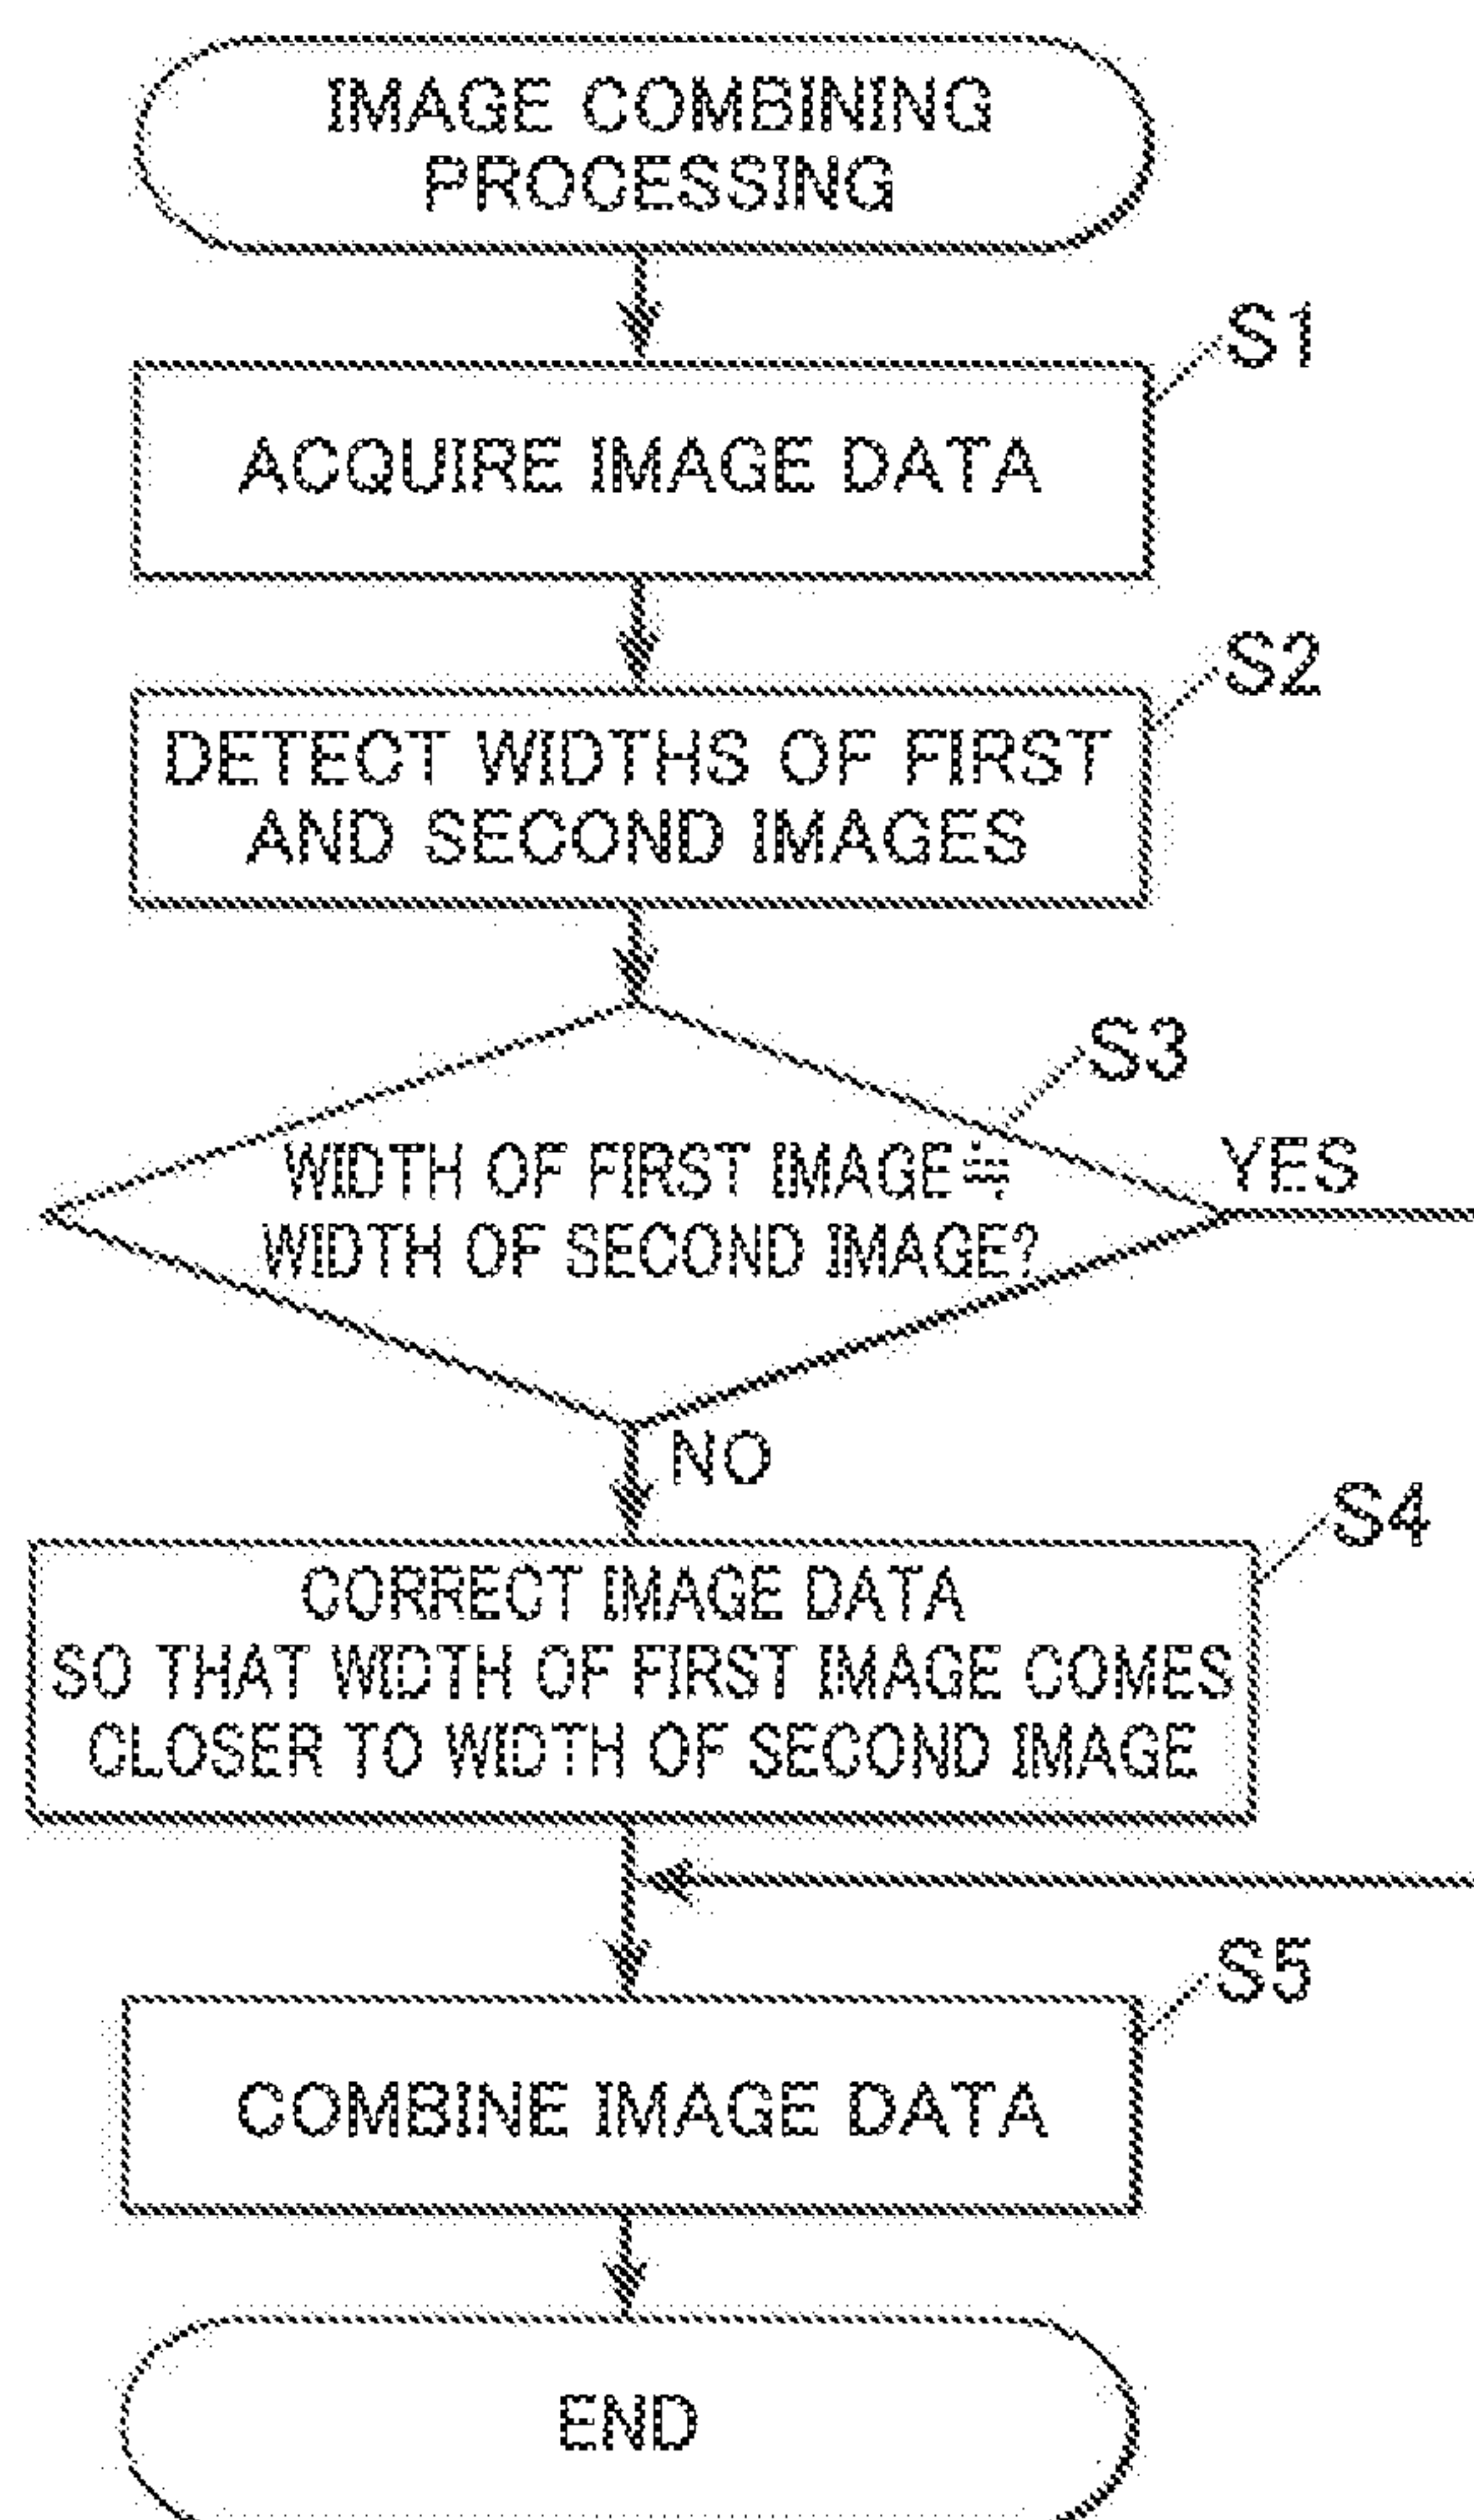 IMAGE COMBINING
PROCESSING
S1
ACQUIRE IMAGE DATA
S2
DETECT WIDTHS OF FIRST
AND SECOND IMAGES
S3
WIDTH OF FIRST IMAGE≒
WIDTH OF SECOND IMAGE?
YES
NO
S4
CORRECT IMAGE DATA
SO THAT WIDTH OF FIRST IMAGE COMES
CLOSER TO WIDTH OF SECOND IMAGE
S5
COMBINE IMAGE DATA
END